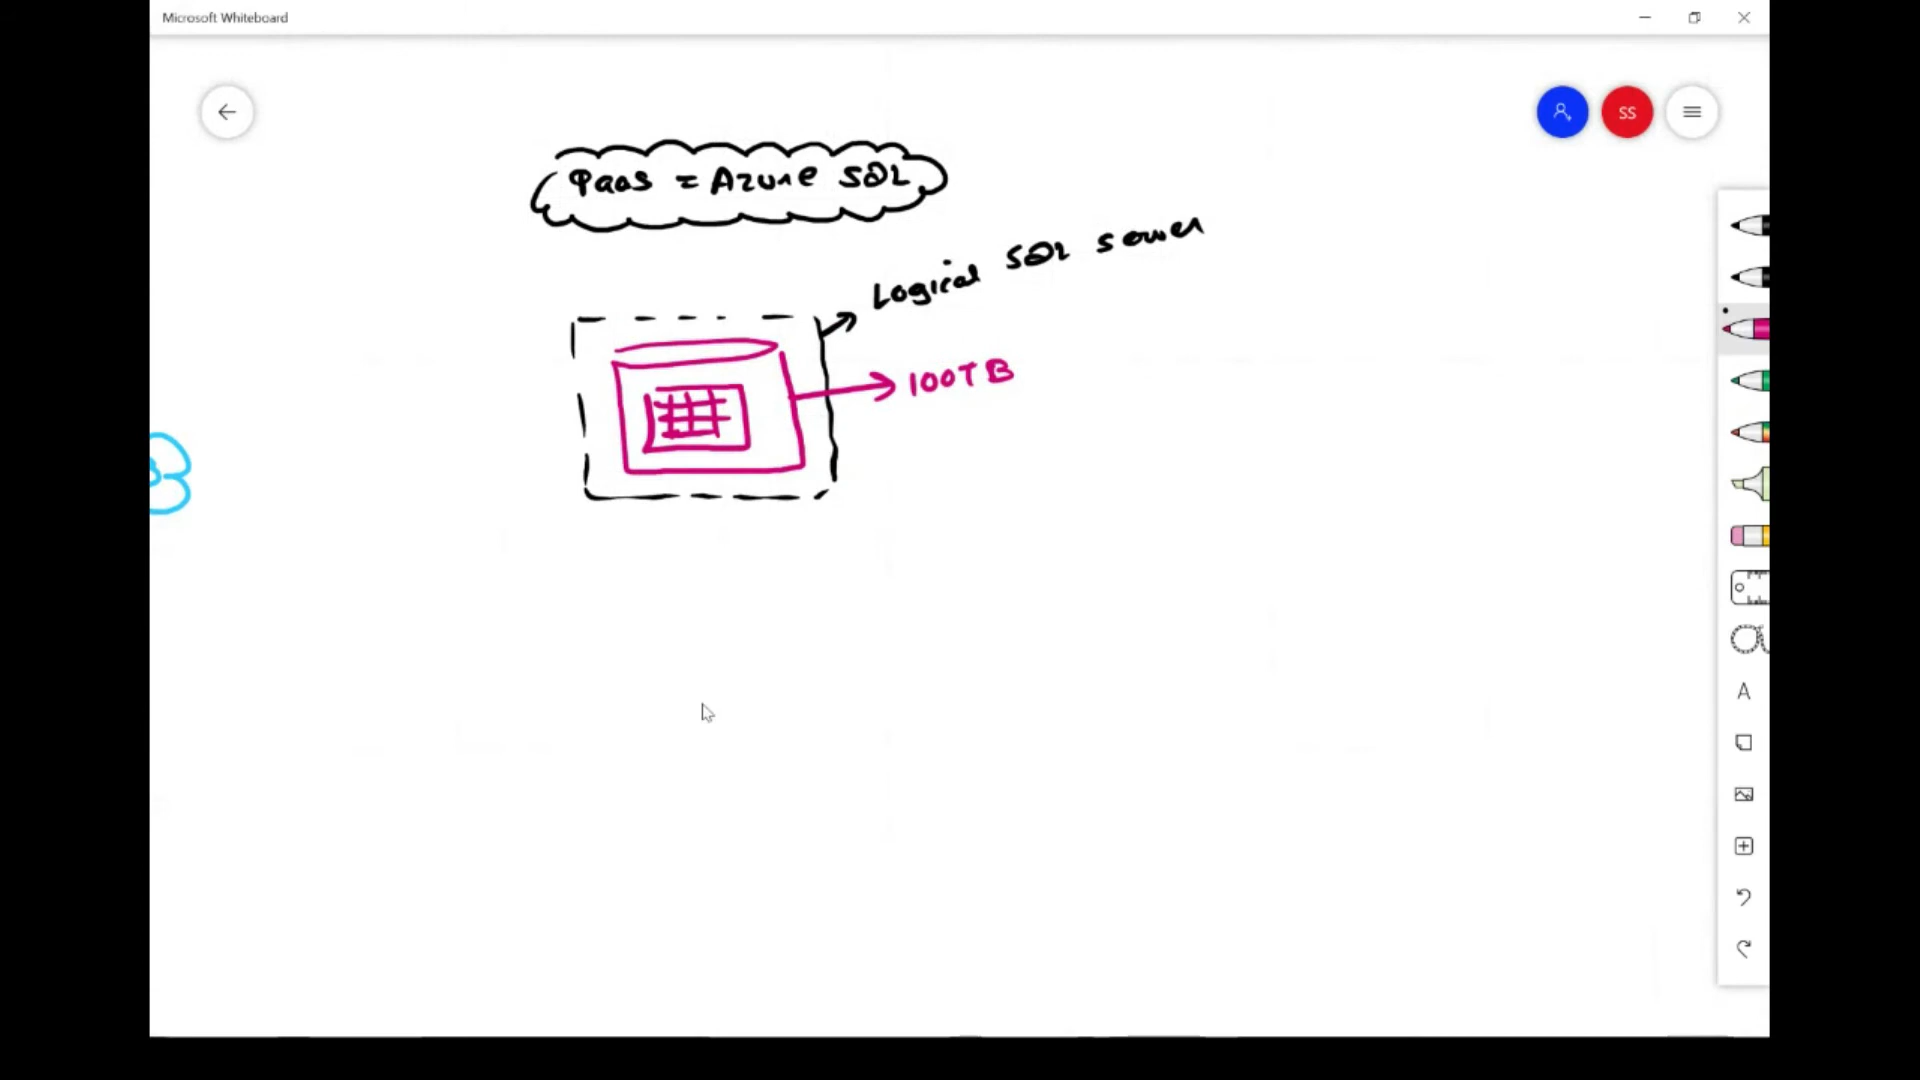 Microsoft Whiteboard
SS
PaaS = Azure SQL
Logical SQL Server
100TB
A